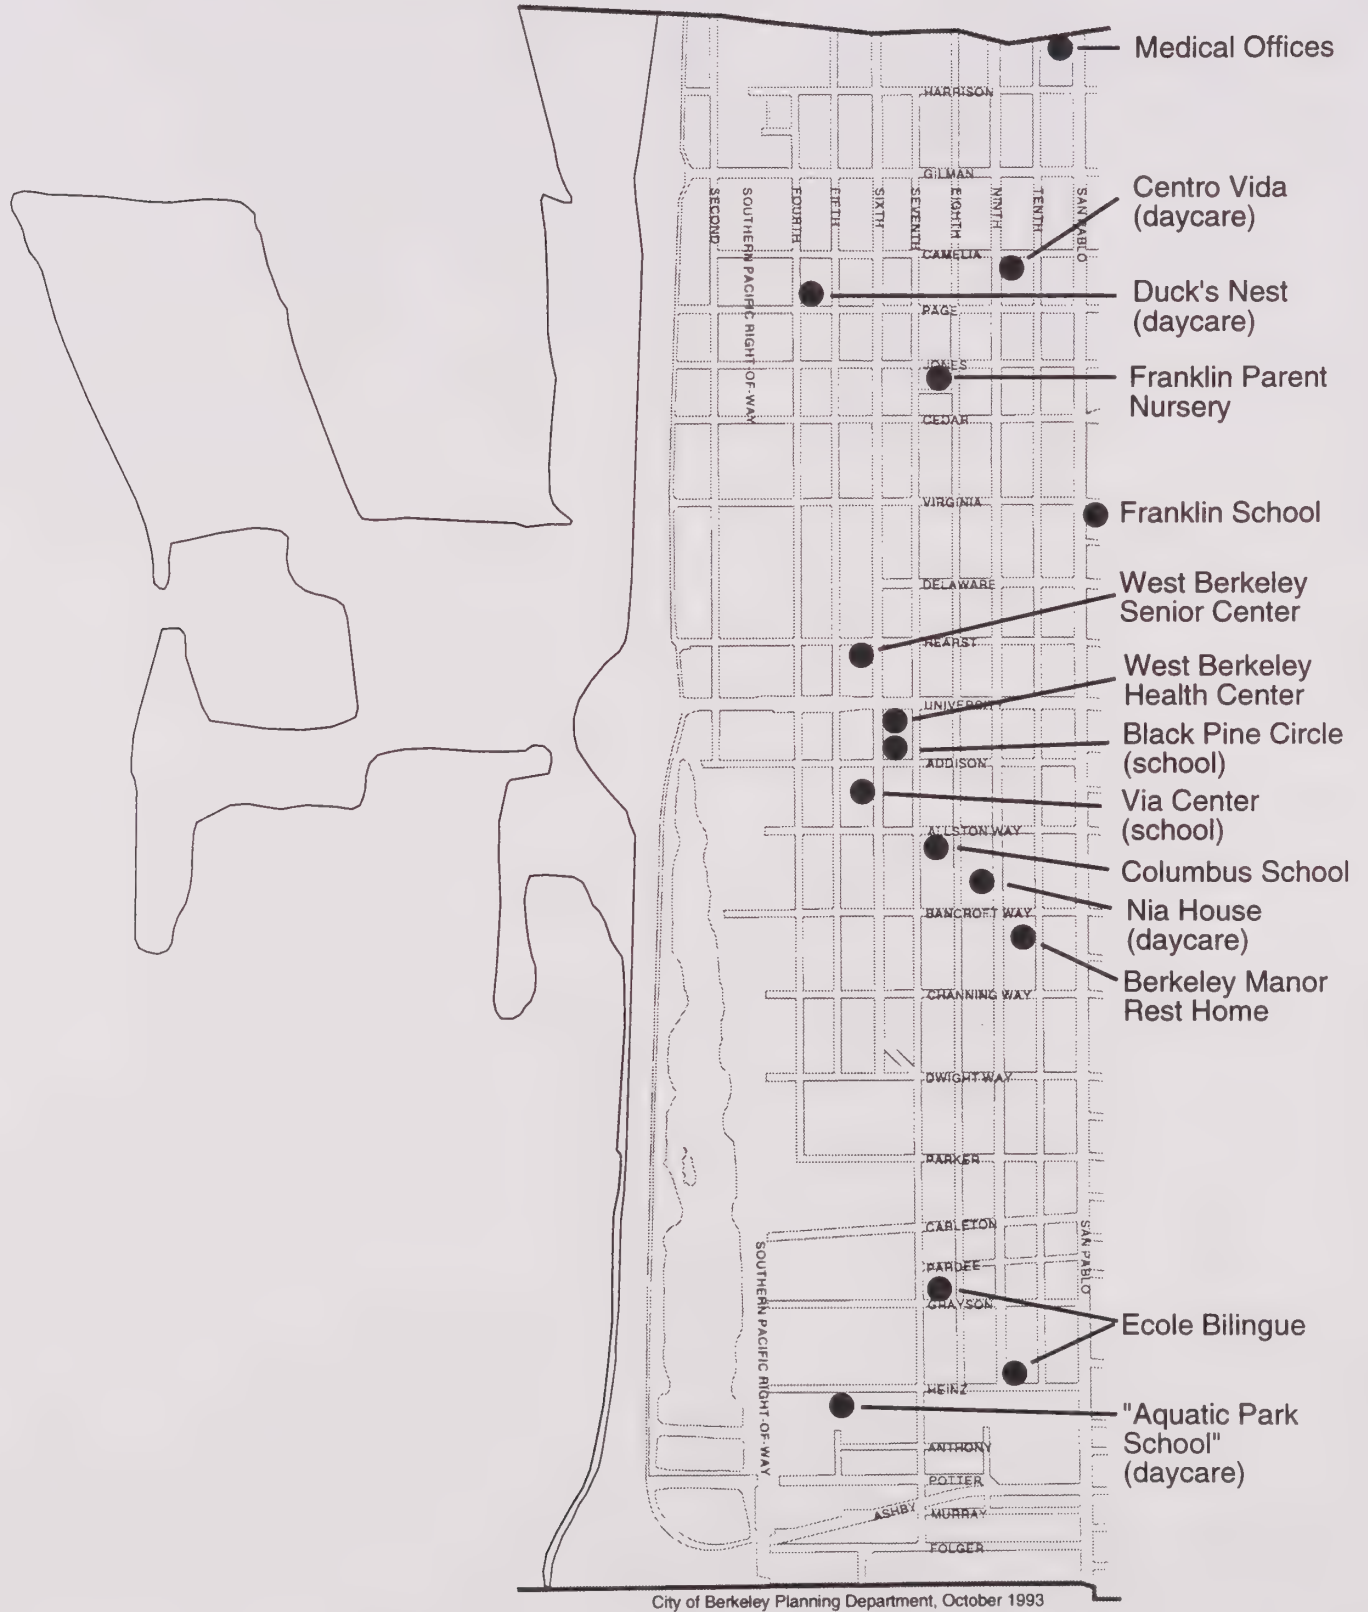 Medical Offices
HARRISON
GILMAN
SECOND
SOUTHERN PACIFIC RIGHT-OF-WAY
FOURTH
FIFTH
SIXTH
SEVENTH
EIGHTH
NINTH
TENTH
SAN PABLO
Centro Vida
(daycare)
CAMELIA
Duck's Nest
(daycare)
PAGE
JONES
Franklin Parent
Nursery
CEDAR
VIRGINIA
Franklin School
DELAWARE
West Berkeley
Senior Center
HEARST
West Berkeley
Health Center
UNIVERSITY
Black Pine Circle
(school)
ADDISON
Via Center
(school)
ALLSTON WAY
Columbus School
Nia House
(daycare)
BANCROFT WAY
Berkeley Manor
Rest Home
CHANNING WAY
DWIGHT WAY
PARKER
CARLETON
SAN PABLO
PARDEE
SOUTHERN PACIFIC RIGHT-OF-WAY
GRAYSON
Ecole Bilingue
HEINZ
"Aquatic Park
School"
(daycare)
ANTHONY
POTTER
ASHBY
MURRAY
FOLGER
City of Berkeley Planning Department, October 1993